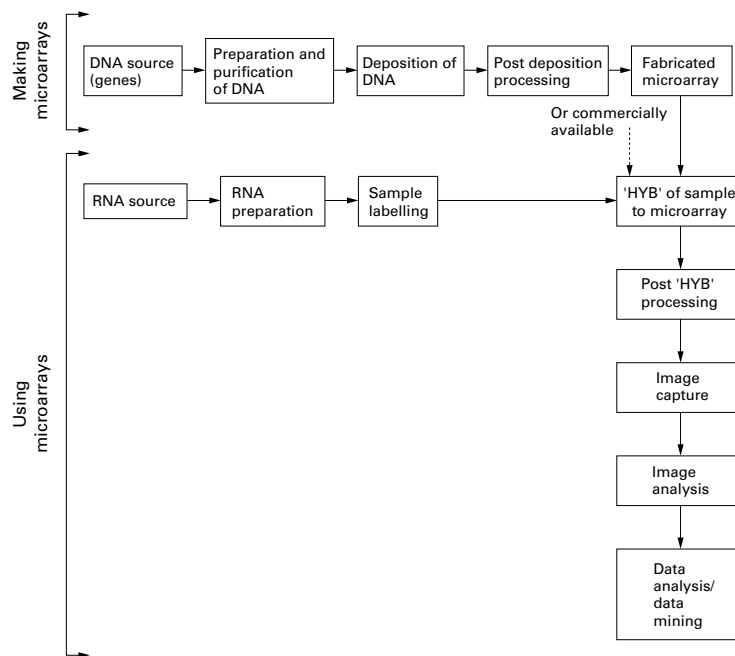 Making
microarrays
DNA source
(genes)
Preparation and
purification
of DNA
Deposition of
DNA
Post deposition
processing
Fabricated
microarray
Or commercially
available
Using
microarrays
RNA source
RNA
preparation
Sample
labelling
'HYB' of sample
to microarray
Post 'HYB'
processing
Image
capture
Image
analysis
Data
analysis/
data
mining